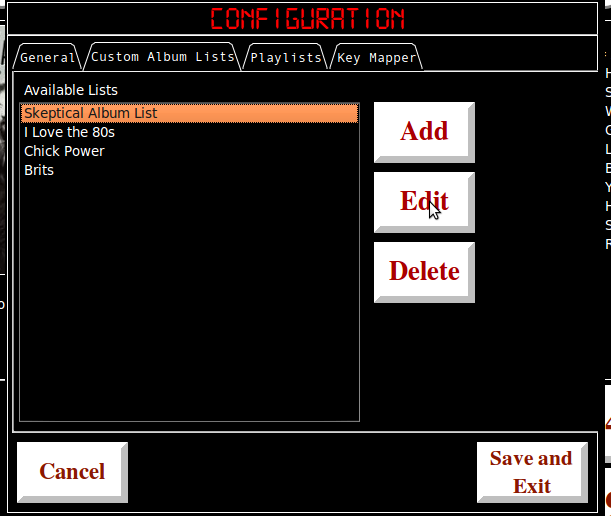 CONFIGURATION
General
Custom Album Lists
Playlists
Key Mapper
Available Lists
Skeptical Album List
I Love the 80s
Chick Power
Brits
Add
Edit
Delete
Cancel
Save and
Exit